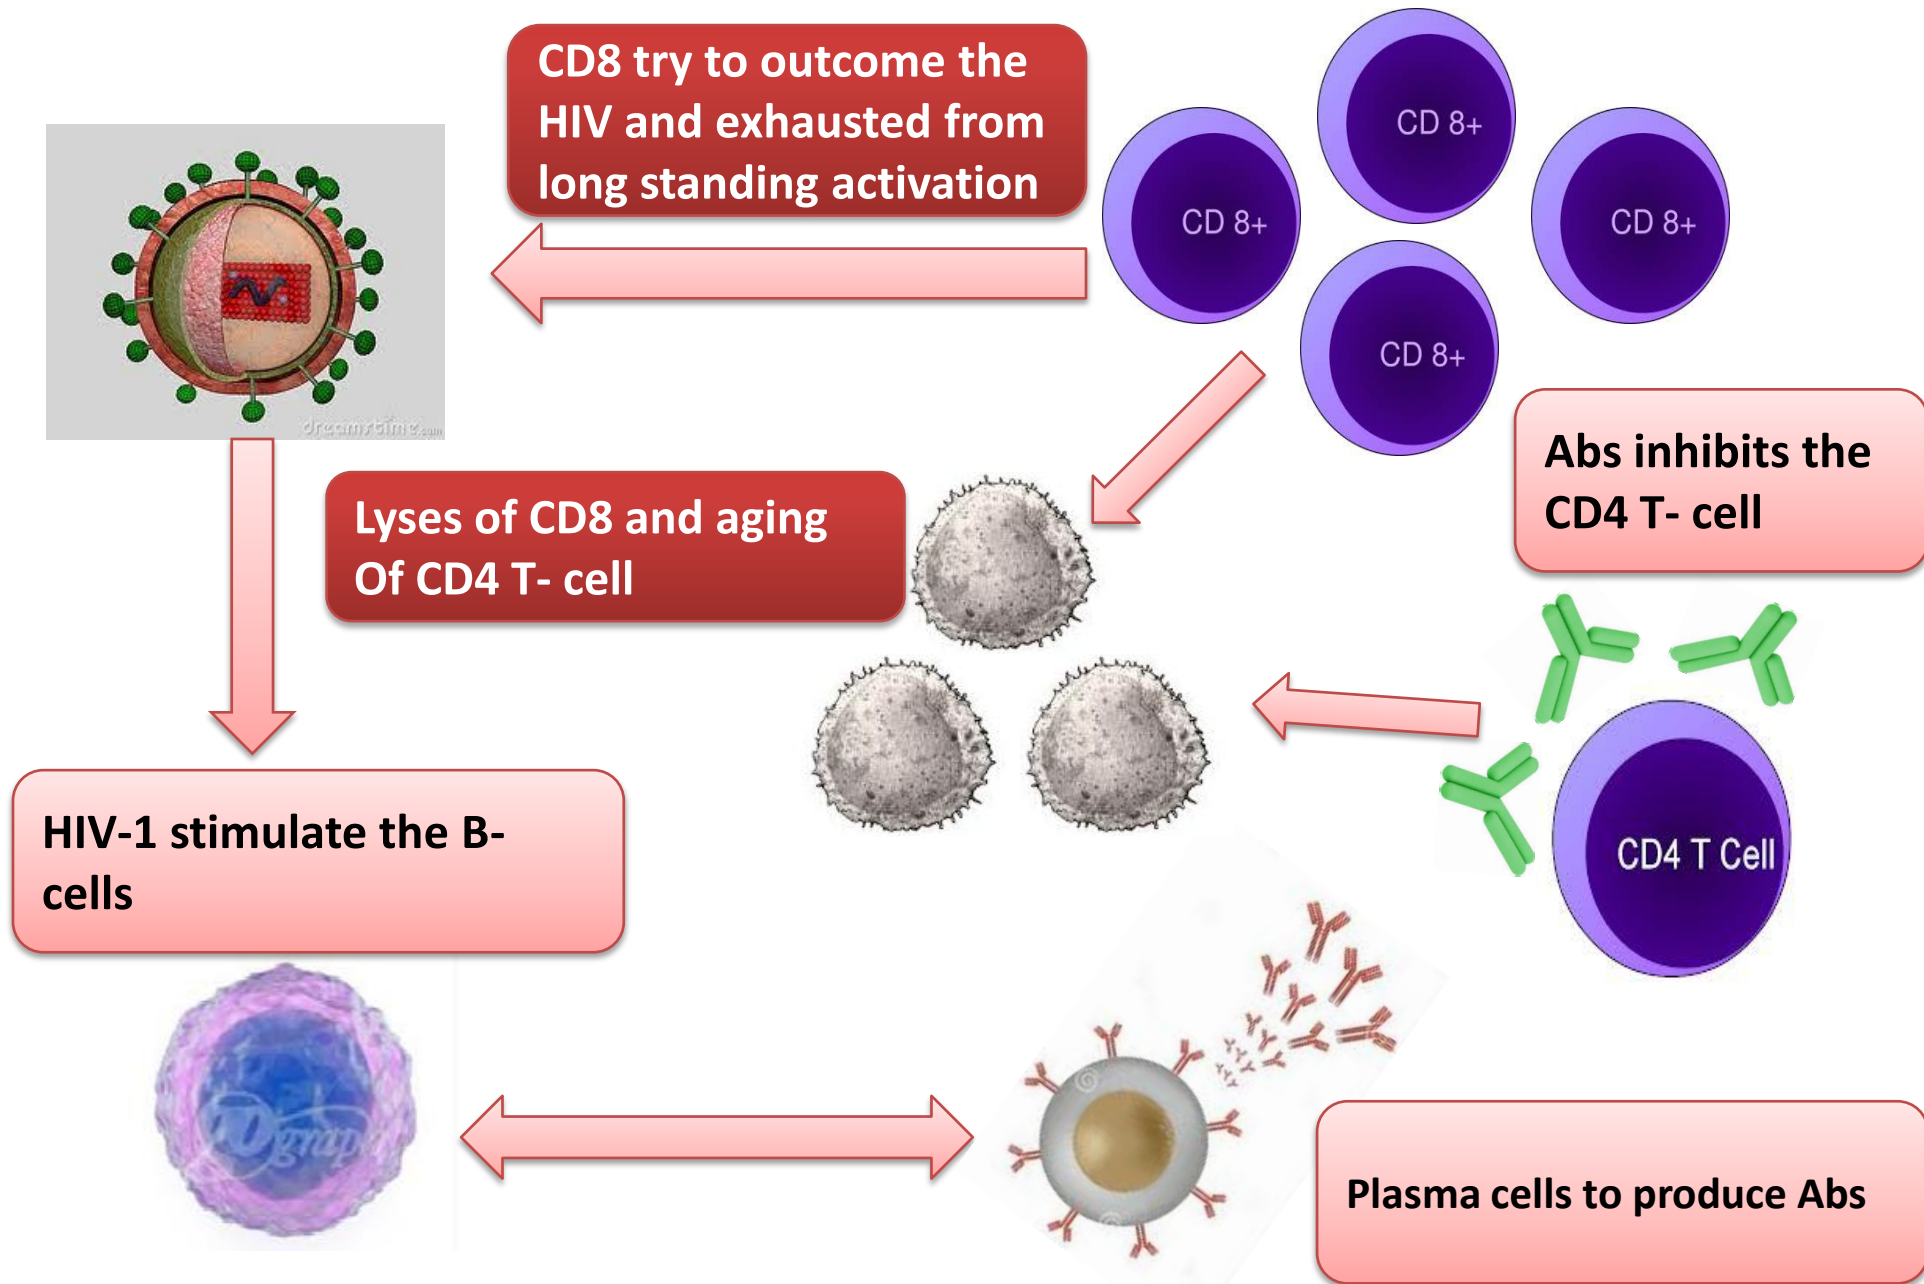 CD8 try to outcome the
HIV and exhausted from
long standing activation
CD 8+
CD 8+
CD 8+
CD 8+
dreamstime.com
Abs inhibits the
CD4 T- cell
Lyses of CD8 and aging
Of CD4 T- cell
CD4 T Cell
HIV-1 stimulate the B-
cells
Plasma cells to produce Abs